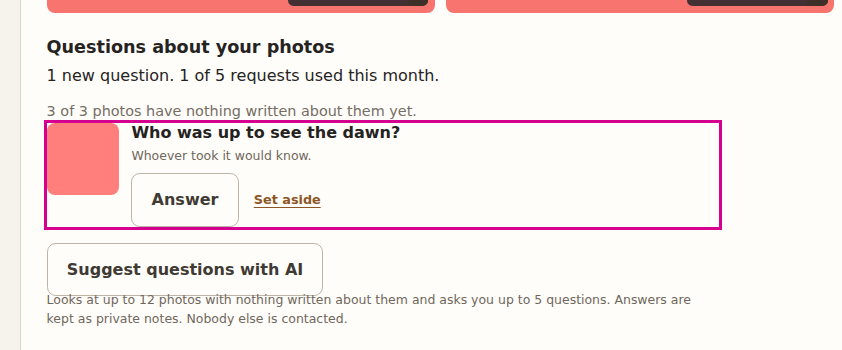 Questions about your photos
1 new question. 1 of 5 requests used this month.
3 of 3 photos have nothing written about them yet.
Who was up to see the dawn?
Whoever took it would know.
Answer
Set aside
Suggest questions with AI
Looks at up to 12 photos with nothing written about them and asks you up to 5 questions. Answers are
kept as private notes. Nobody else is contacted.